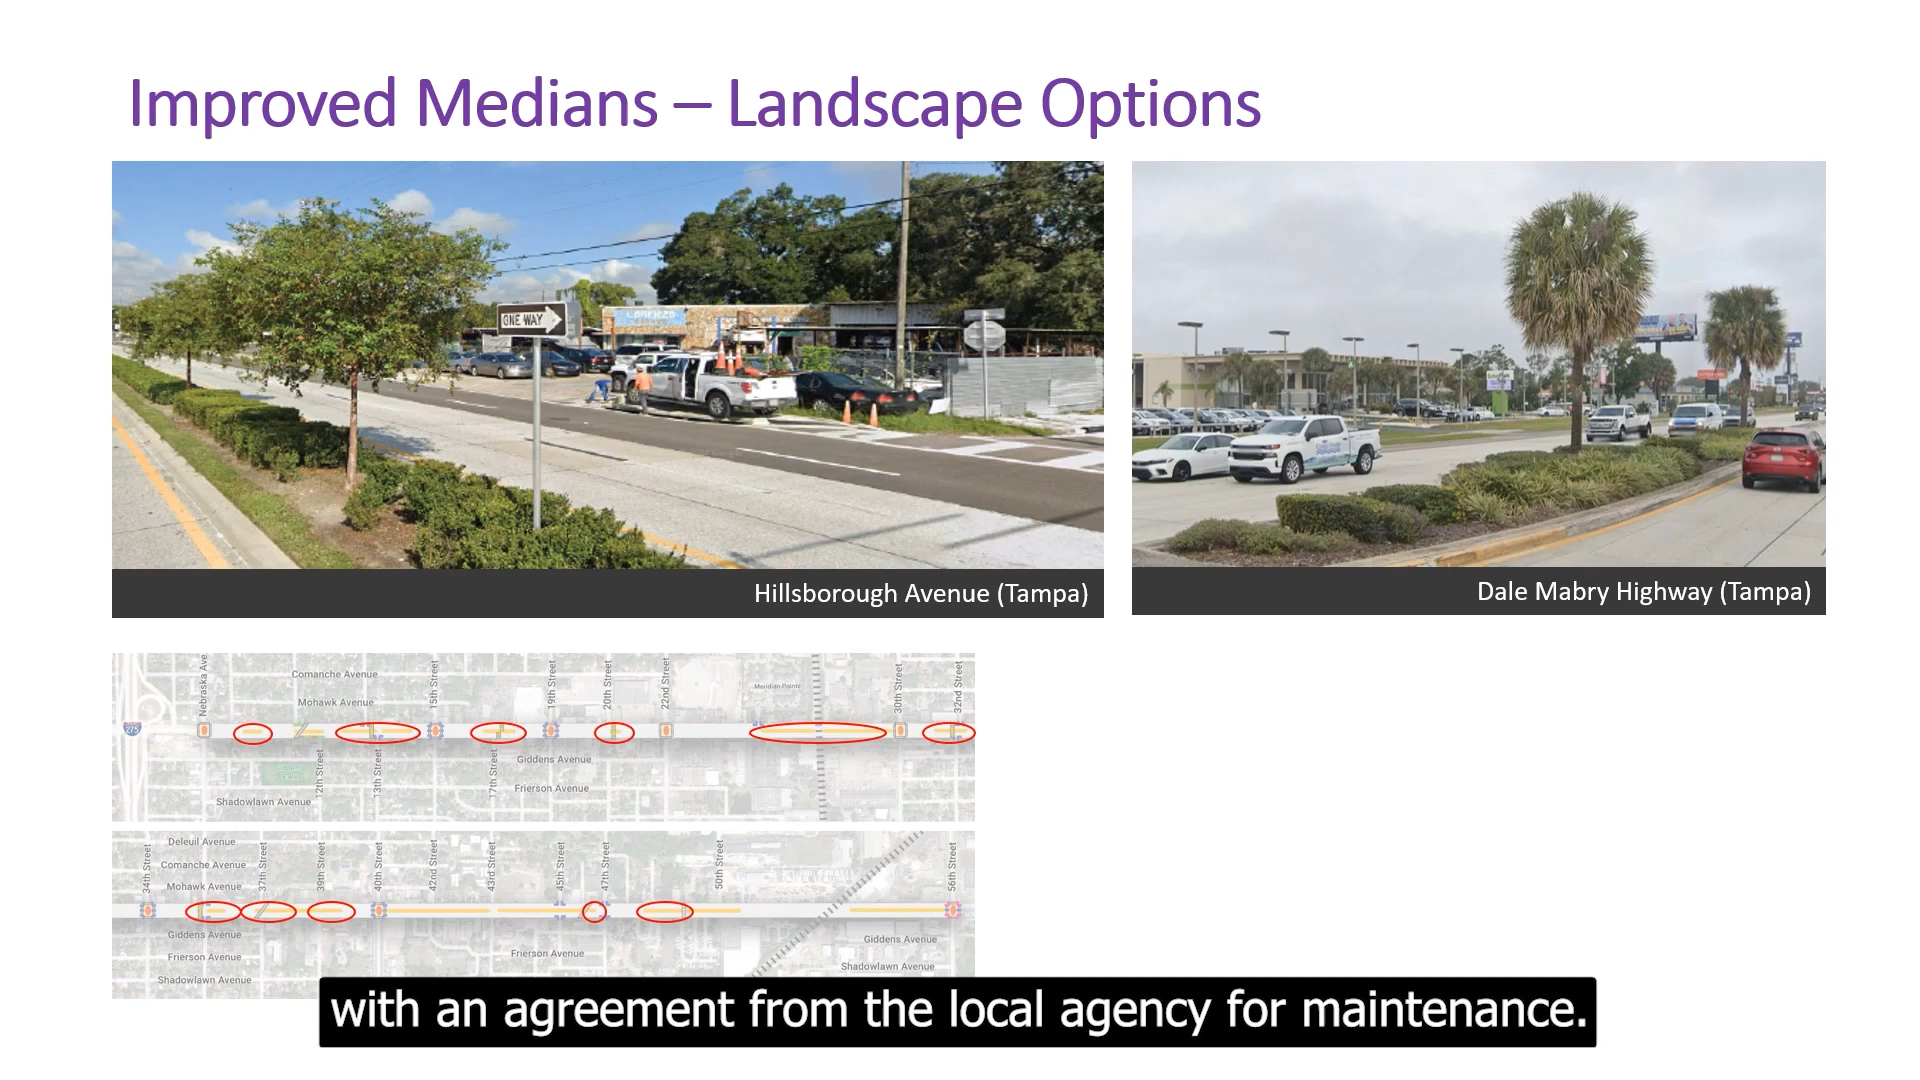 Improved Medians – Landscape Options
ONE WAY
LORENZO
Hillsborough Avenue (Tampa)
Dale Mabry Highway (Tampa)
Nebraska Ave
Comanche Avenue
15th Street
19th Street
20th Street
22nd Street
Meridian Pointe
30th Street
32nd Street
Mohawk Avenue
275
12th Street
13th Street
17th Street
Giddens Avenue
Frierson Avenue
Shadowlawn Avenue
Deleuil Avenue
34th Street
Comanche Avenue
37th Street
39th Street
40th Street
42nd Street
43rd Street
45th Street
47th Street
50th Street
56th Street
Mohawk Avenue
Giddens Avenue
Giddens Avenue
Frierson Avenue
Frierson Avenue
Shadowlawn Avenue
Shadowlawn Avenue
with an agreement from the local agency for maintenance.